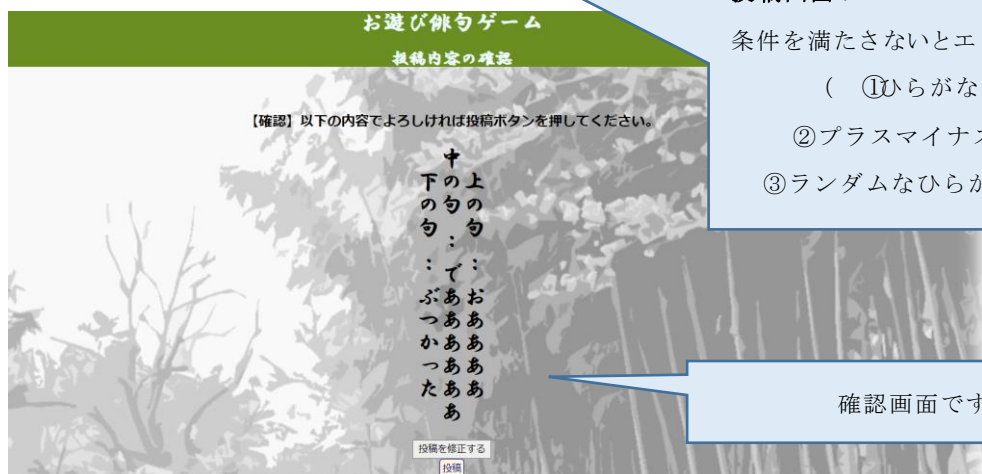 お遊び俳句ゲーム
投稿内容の確認
条件を満たさないとエ
( ①ひらがな
②プラスマイナス
③ランダムなひらが
【確認】以下の内容でよろしければ投稿ボタンを押してください。
上の句：おああああ
中の句：でああああああ
下の句：ぶつかった
確認画面です
投稿を修正する
投稿